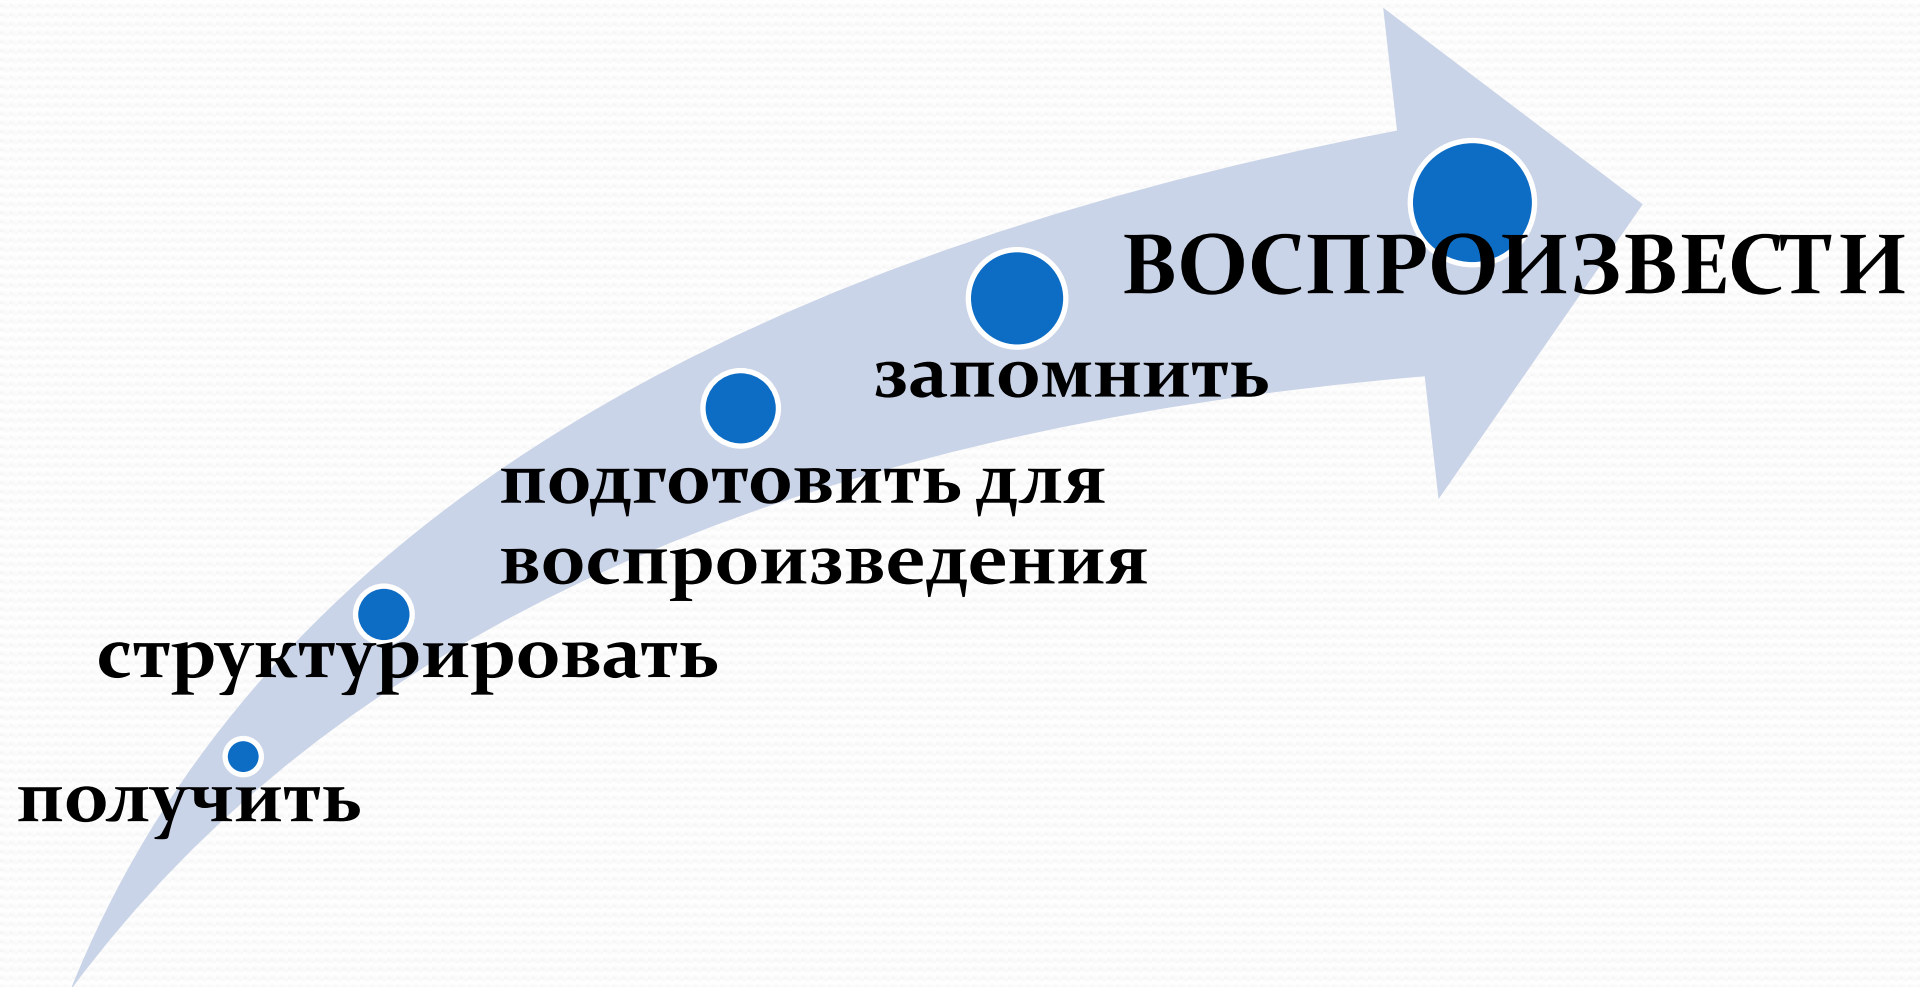 ВОСПРОИЗВЕСТИ
запомнить
подготовить для
воспроизведения
структурировать
получить